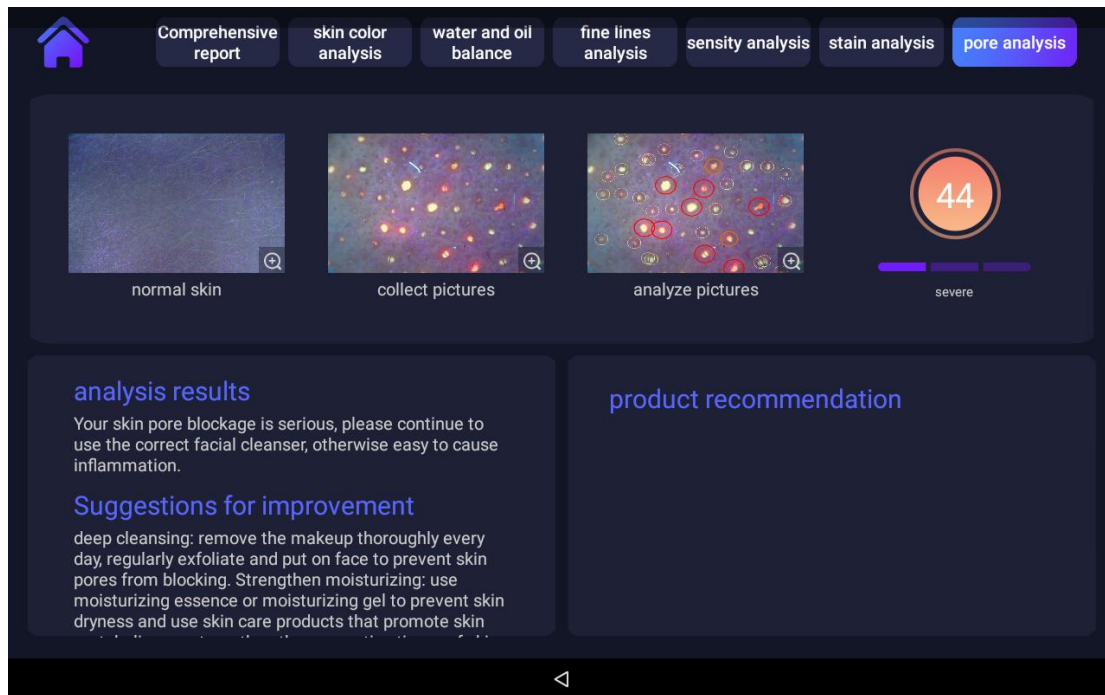 Comprehensive
report
skin color
analysis
water and oil
balance
fine lines
analysis
sensity analysis
stain analysis
pore analysis
normal skin
collect pictures
analyze pictures
44
severe
analysis results
Your skin pore blockage is serious, please continue to
use the correct facial cleanser, otherwise easy to cause
inflammation.
Suggestions for improvement
deep cleansing: remove the makeup thoroughly every
day, regularly exfoliate and put on face to prevent skin
pores from blocking. Strengthen moisturizing: use
moisturizing essence or moisturizing gel to prevent skin
dryness and use skin care products that promote skin
product recommendation